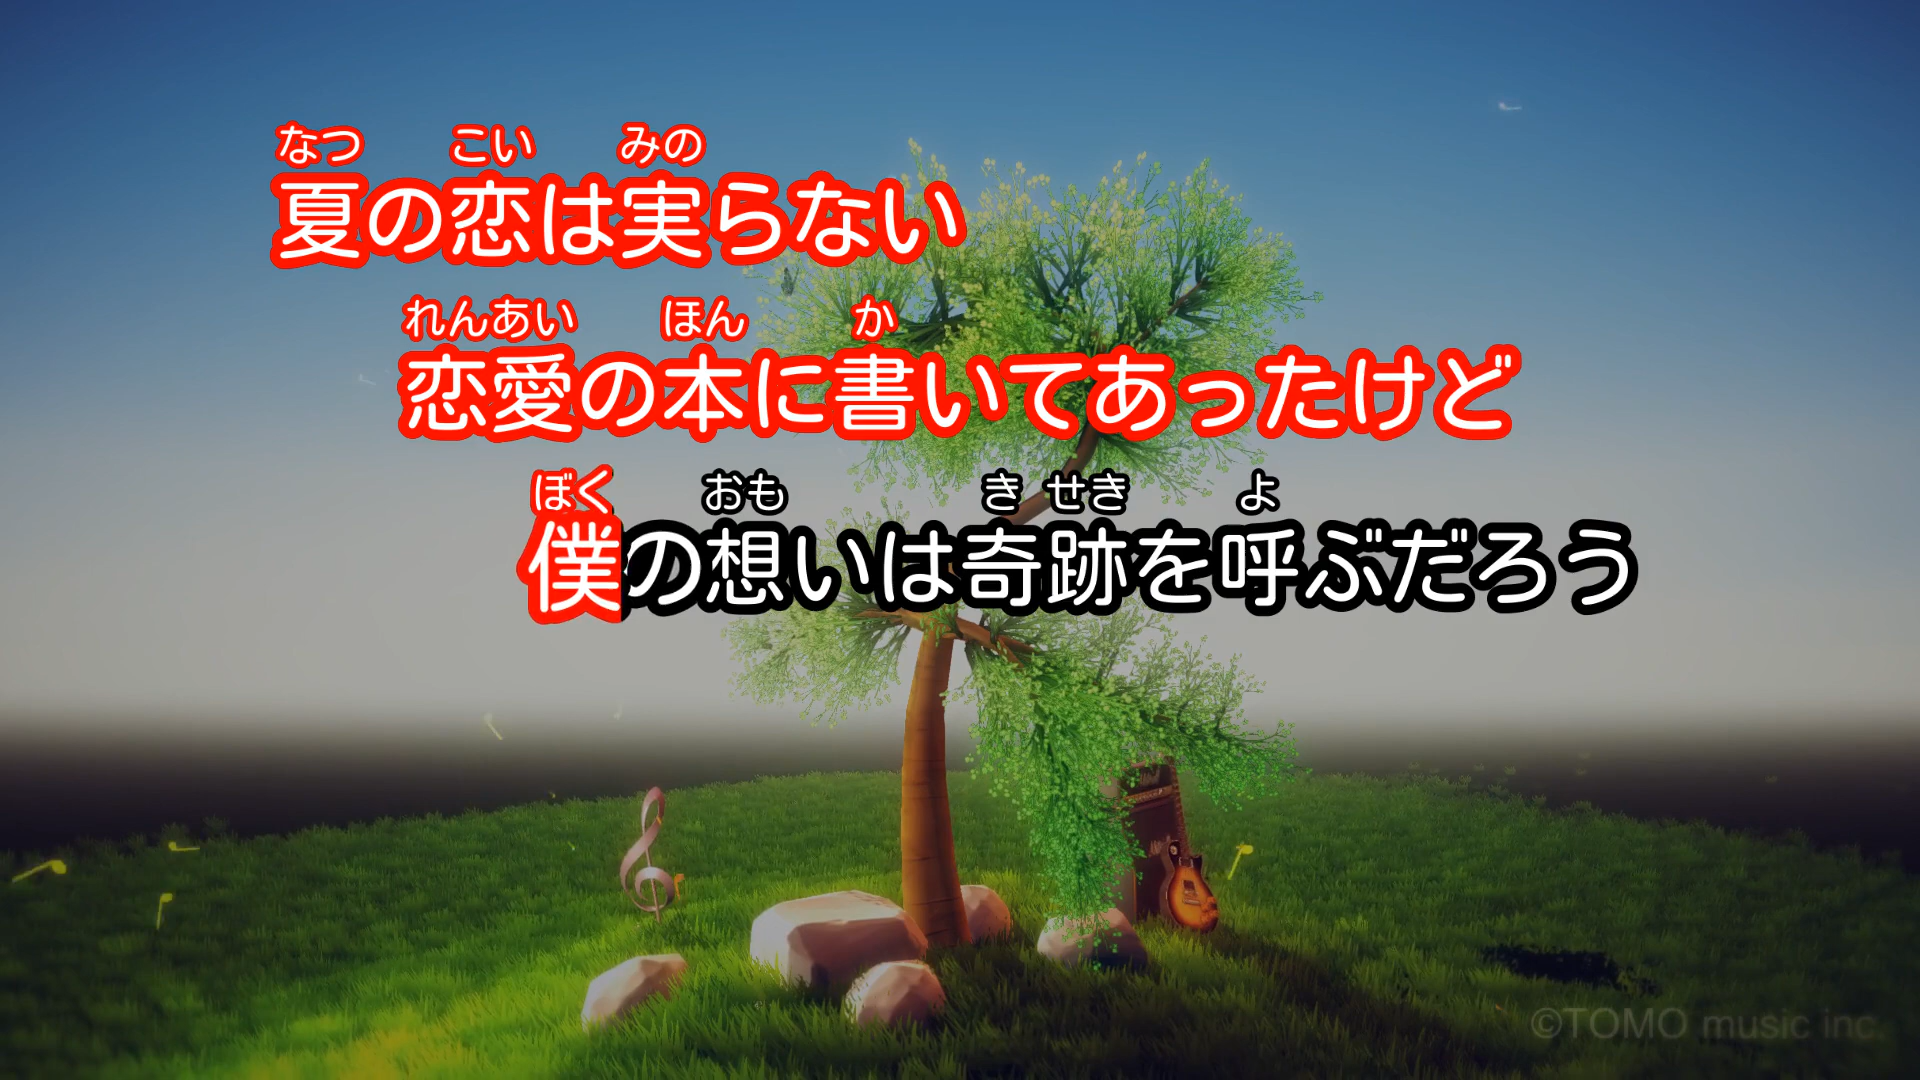 なつ こい みの
夏の恋は実らない
れんあい ほん か
恋愛の本に書いてあったけど
ぼく おも き せき よ
僕の想いは奇跡を呼ぶだろう
©TOMO music inc.